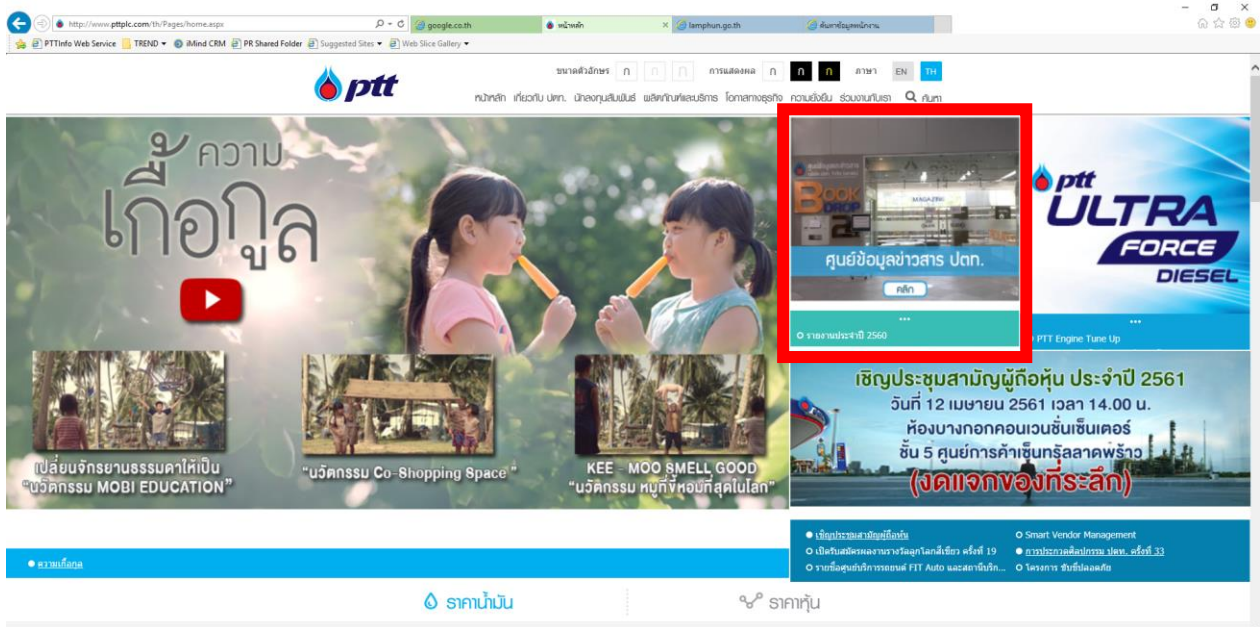 http://www.pttplc.com/th/Pages/home.aspx
google.co.th
หน้าหลัก
lamphun.go.th
ค้นหาข้อมูลพนักงาน
PTTInfo Web Service
TREND
iMind CRM
PR Shared Folder
Suggested Sites
Web Slice Gallery
ptt
ขนาดตัวอักษร ก ก ก การแสดงผล ก ก ก ภาษา EN TH
หน้าหลัก เกี่ยวกับ ปตท. นักลงทุนสัมพันธ์ ผลิตภัณฑ์และบริการ โอกาสทางธุรกิจ ความยั่งยืน ร่วมงานกับเรา ค้นหา
ความ
เกื้อกูล
เปลี่ยนจักรยานธรรมดาให้เป็น
"นวัตกรรม MOBI EDUCATION"
"นวัตกรรม Co-Shopping Space"
KEE - MOO SMELL GOOD
"นวัตกรรม หมูที่ขี้หอมที่สุดในโลก"
ศูนย์ข้อมูลข่าวสาร
BOOK
DROP
MAGAZINE
ศูนย์ข้อมูลข่าวสาร ปตท.
คลิก
รายงานประจำปี 2560
ptt
ULTRA
FORCE
DIESEL
PTT Engine Tune Up
เชิญประชุมสามัญผู้ถือหุ้น ประจำปี 2561
วันที่ 12 เมษายน 2561 เวลา 14.00 น.
ห้องบางกอกคอนเวนชั่นเซ็นเตอร์
ชั้น 5 ศูนย์การค้าเซ็นทรัลลาดพร้าว
(งดแจกของที่ระลึก)
เชิญประชุมสามัญผู้ถือหุ้น
เปิดรับสมัครผลงานรางวัลลูกโลกสีเขียว ครั้งที่ 19
รายชื่อศูนย์บริการรถยนต์ FIT Auto และสถานีบริก...
Smart Vendor Management
การประกวดศิลปกรรม ปตท. ครั้งที่ 33
โครงการ ขับขี่ปลอดภัย
ความเกื้อกูล
ราคาน้ำมัน
ราคาหุ้น